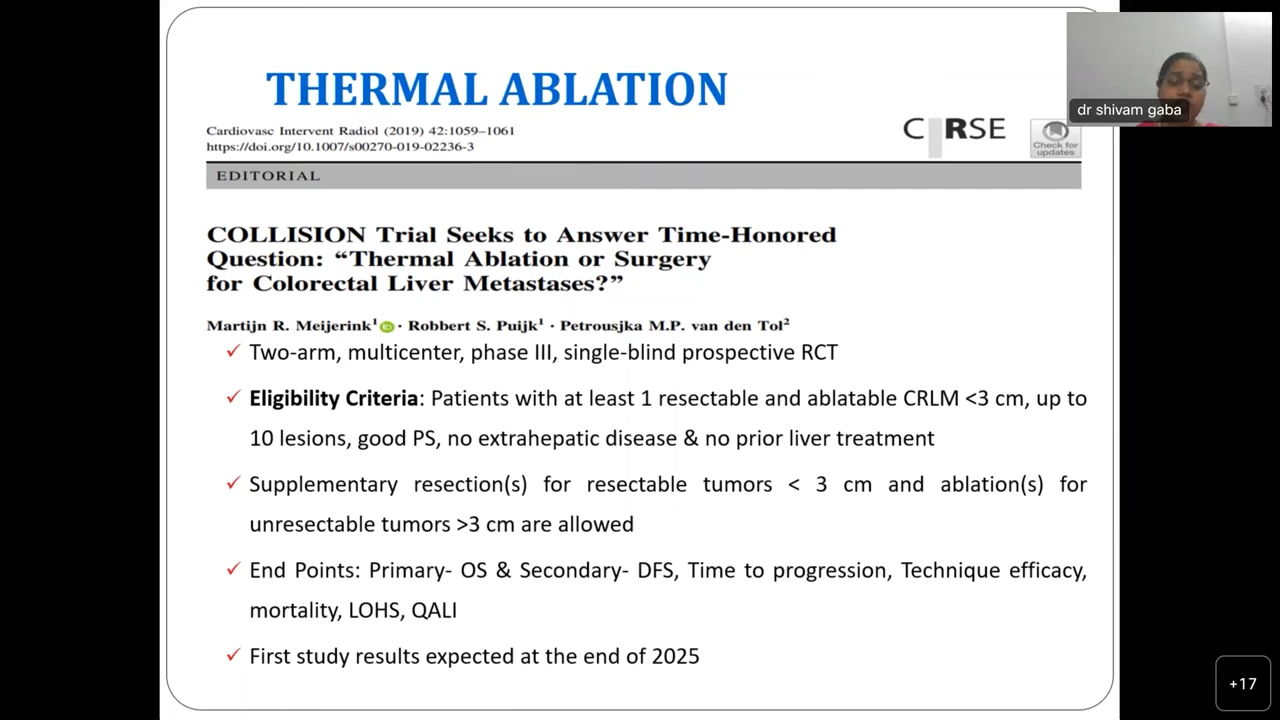 THERMAL ABLATION
dr shivam gaba
Cardiovasc Intervent Radiol (2019) 42:1059–1061
https://doi.org/10.1007/s00270-019-02236-3
CIRSE
Check for
updates
EDITORIAL
COLLISION Trial Seeks to Answer Time-Honored
Question: “Thermal Ablation or Surgery
for Colorectal Liver Metastases?”
Martijn R. Meijerink1 · Robbert S. Puijk1 · Petrousjka M.P. van den Tol2
✓ Two-arm, multicenter, phase III, single-blind prospective RCT
✓ Eligibility Criteria: Patients with at least 1 resectable and ablatable CRLM <3 cm, up to
10 lesions, good PS, no extrahepatic disease & no prior liver treatment
✓ Supplementary resection(s) for resectable tumors < 3 cm and ablation(s) for
unresectable tumors >3 cm are allowed
✓ End Points: Primary- OS & Secondary- DFS, Time to progression, Technique efficacy,
mortality, LOHS, QALI
✓ First study results expected at the end of 2025
+17